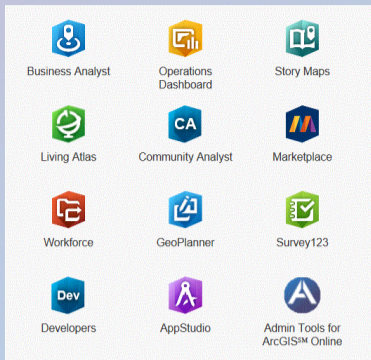 Business Analyst
Operations
Dashboard
Story Maps
Living Atlas
CA
Community Analyst
Marketplace
Workforce
GeoPlanner
Survey123
Dev
Developers
AppStudio
Admin Tools for
ArcGIS℠ Online